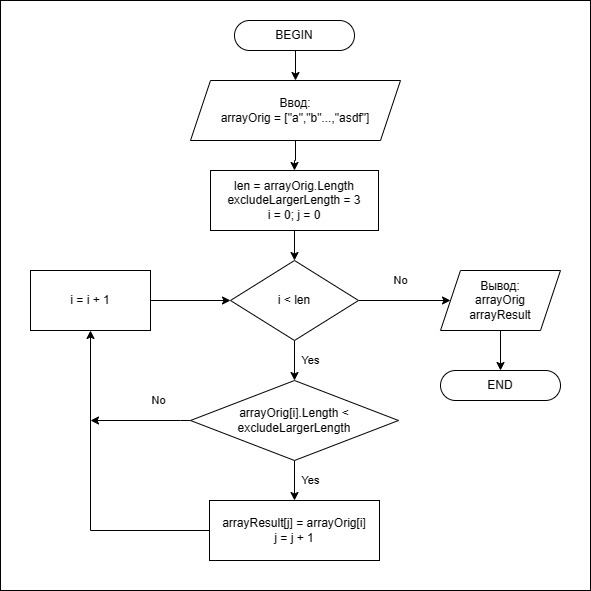 BEGIN
Ввод:
arrayOrig = ["a","b"...,"asdf"]
len = arrayOrig.Length
excludeLargerLength = 3
i = 0; j = 0
i = i + 1
i < len
No
Вывод:
arrayOrig
arrayResult
Yes
END
No
arrayOrig[i].Length <
excludeLargerLength
Yes
arrayResult[j] = arrayOrig[i]
j = j + 1